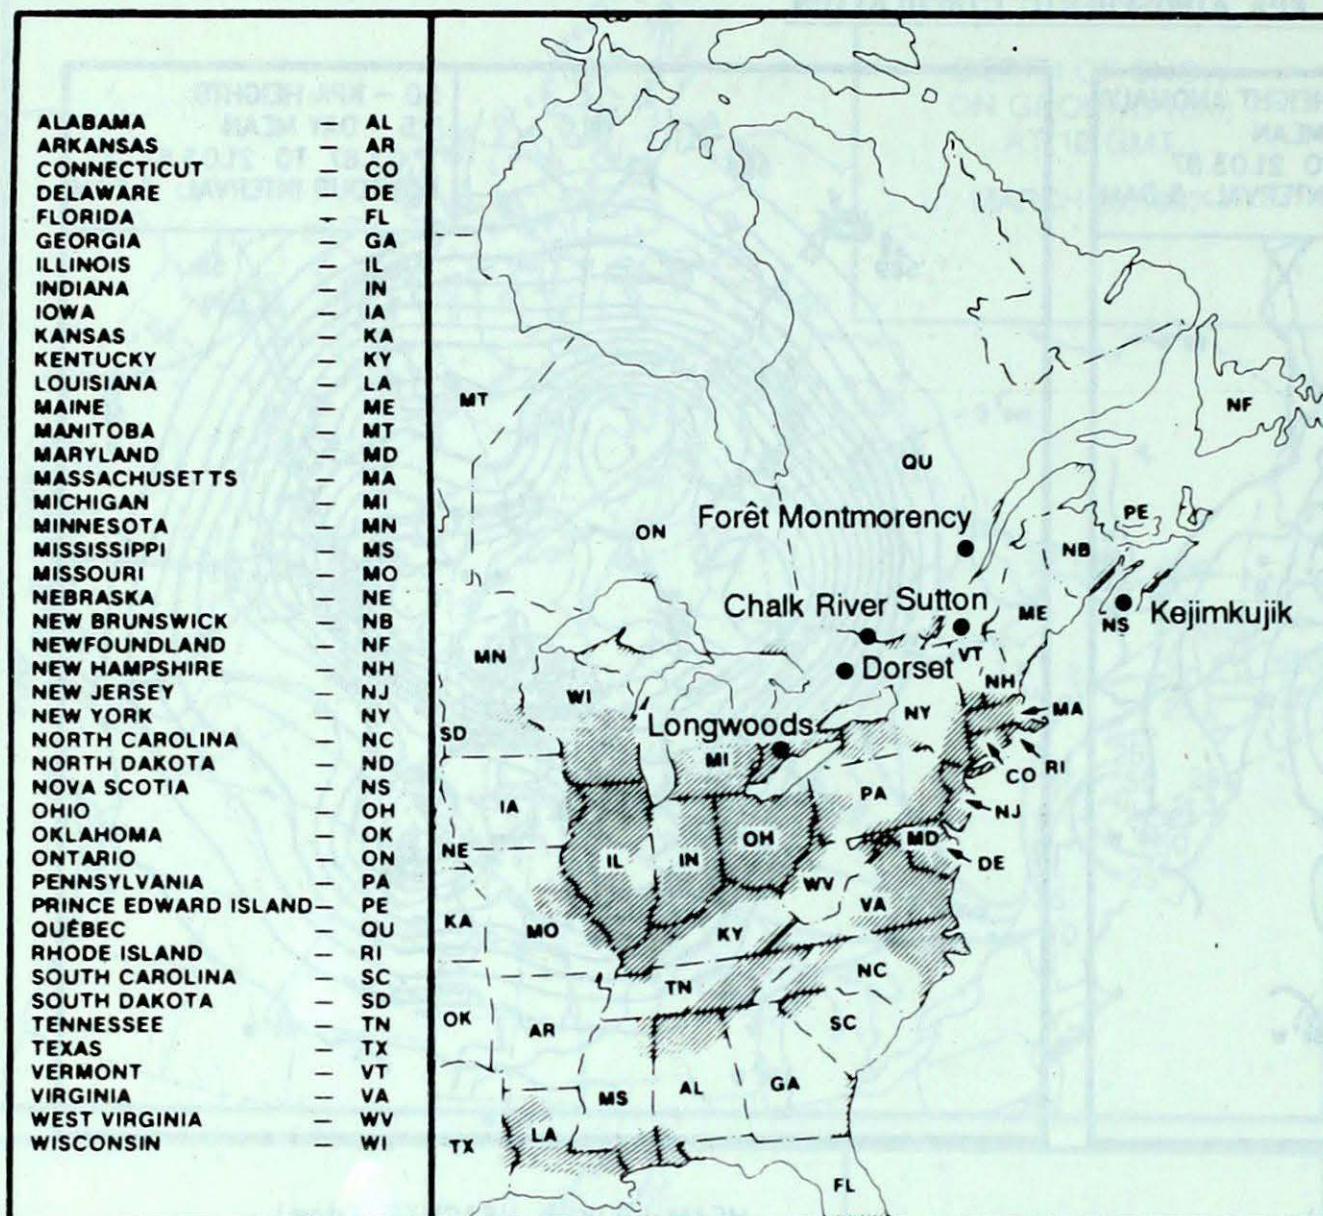 ALABAMA — AL
ARKANSAS — AR
CONNECTICUT — CO
DELAWARE — DE
FLORIDA — FL
GEORGIA — GA
ILLINOIS — IL
INDIANA — IN
IOWA — IA
KANSAS — KA
KENTUCKY — KY
LOUISIANA — LA
MAINE — ME
MANITOBA — MT
MARYLAND — MD
MASSACHUSETTS — MA
MICHIGAN — MI
MINNESOTA — MN
MISSISSIPPI — MS
MISSOURI — MO
NEBRASKA — NE
NEW BRUNSWICK — NB
NEWFOUNDLAND — NF
NEW HAMPSHIRE — NH
NEW JERSEY — NJ
NEW YORK — NY
NORTH CAROLINA — NC
NORTH DAKOTA — ND
NOVA SCOTIA — NS
OHIO — OH
OKLAHOMA — OK
ONTARIO — ON
PENNSYLVANIA — PA
PRINCE EDWARD ISLAND — PE
QUÉBEC — QU
RHODE ISLAND — RI
SOUTH CAROLINA — SC
SOUTH DAKOTA — SD
TENNESSEE — TN
TEXAS — TX
VERMONT — VT
VIRGINIA — VA
WEST VIRGINIA — WV
WISCONSIN — WI
MT
NF
QU
Forêt Montmorency
PE
ON
NB
Chalk River
Sutton
ME
NS
Kejimkujik
MN
VT
Dorset
NH
WI
NY
MA
SD
Longwoods
MI
RI
CO
IA
PA
NJ
OH
MD
NE
IL
IN
DE
WV
VA
KA
MO
KY
NC
TN
OK
AR
SC
MS
AL
GA
LA
TX
FL